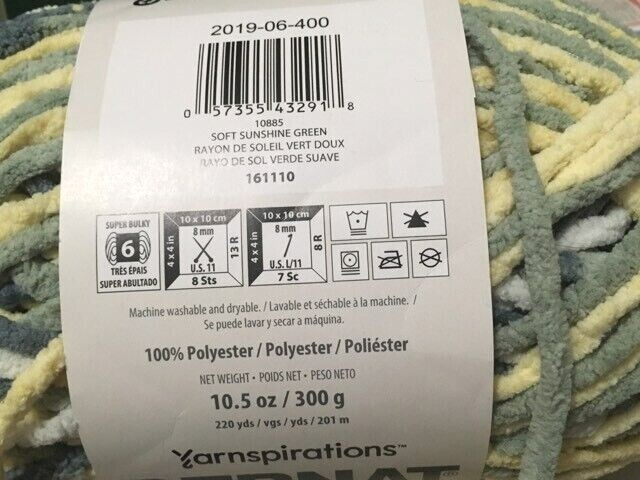 2019-06-400
0 57355 43291 8
10885
SOFT SUNSHINE GREEN
RAYON DE SOLEIL VERT DOUX
RAYO DE SOL VERDE SUAVE
161110
SUPER BULKY
6
TRÈS ÉPAIS
SUPER ABULTADO
10 x 10 cm
4 x 4 in
8 mm
U.S. 11
13 R
8 Sts
10 x 10 cm
4 x 4 in
8 mm
U.S. L/11
8 R
7 Sc
Machine washable and dryable. / Lavable et séchable à la machine. /
Se puede lavar y secar a máquina.
100% Polyester / Polyester / Poliéster
NET WEIGHT • POIDS NET • PESO NETO
10.5 oz / 300 g
220 yds / vgs / yds / 201 m
Yarnspirations™
BERNAT